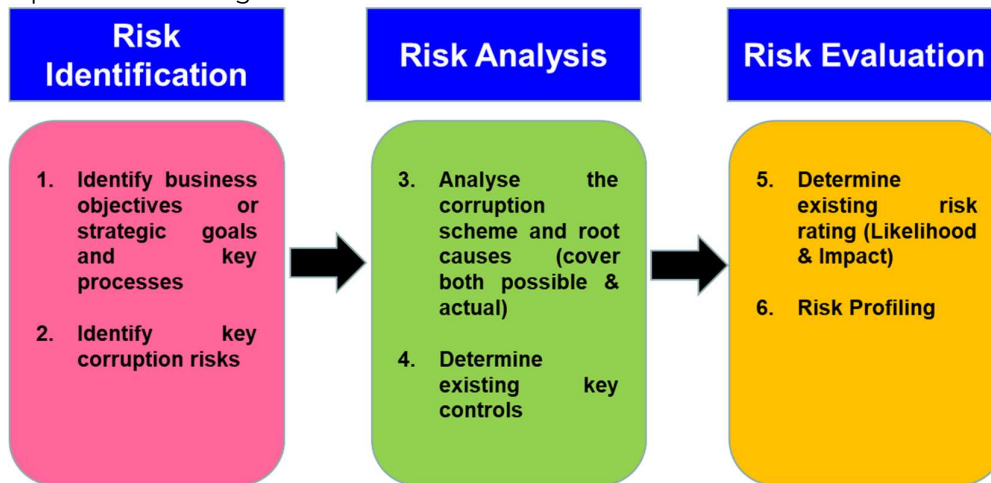 Risk
Identification
1. Identify business
objectives or
strategic goals
and key
processes
2. Identify key
corruption risks
Risk Analysis
3. Analyse the
corruption
scheme and root
causes (cover
both possible &
actual)
4. Determine
existing key
controls
Risk Evaluation
5. Determine
existing risk
rating (Likelihood
& Impact)
6. Risk Profiling